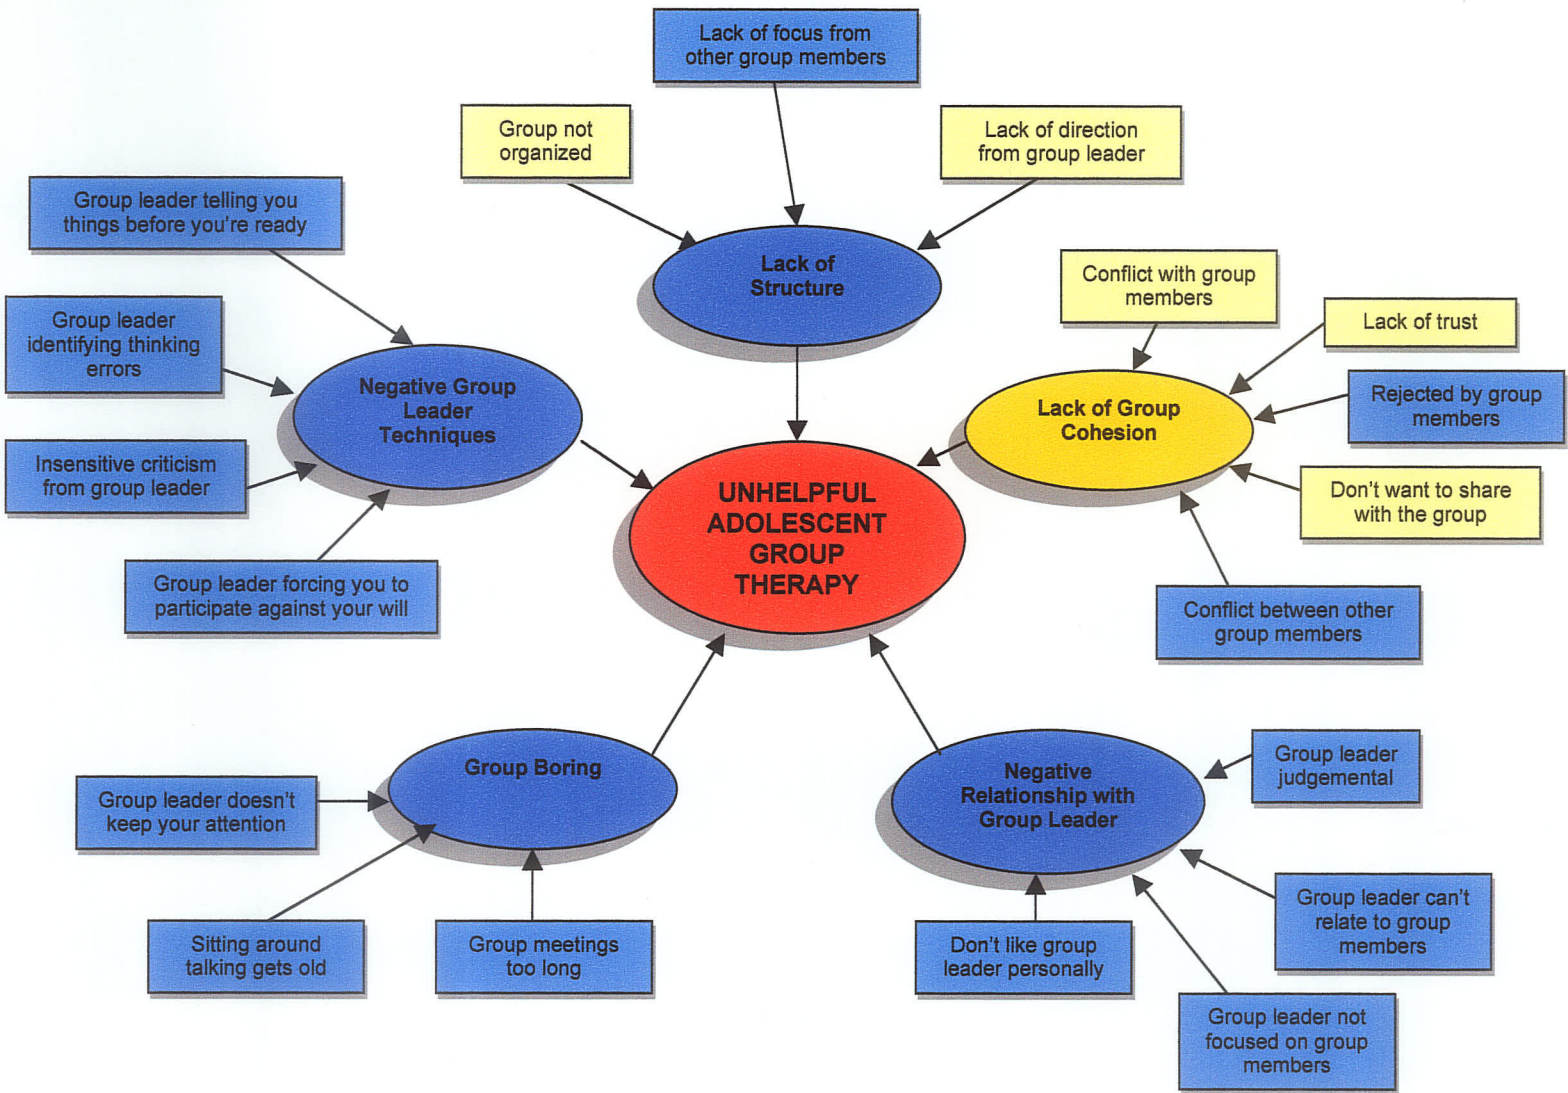 Lack of focus from
other group members
Group not
organized
Lack of direction
from group leader
Lack of
Structure
Group leader telling you
things before you're ready
Group leader
identifying thinking
errors
Insensitive criticism
from group leader
Group leader forcing you to
participate against your will
Negative Group
Leader
Techniques
Conflict with group
members
Lack of trust
Rejected by group
members
Don't want to share
with the group
Conflict between other
group members
Lack of Group
Cohesion
UNHELPFUL
ADOLESCENT
GROUP
THERAPY
Group Boring
Group leader doesn't
keep your attention
Sitting around
talking gets old
Group meetings
too long
Negative
Relationship with
Group Leader
Group leader
judgemental
Group leader can't
relate to group
members
Don't like group
leader personally
Group leader not
focused on group
members